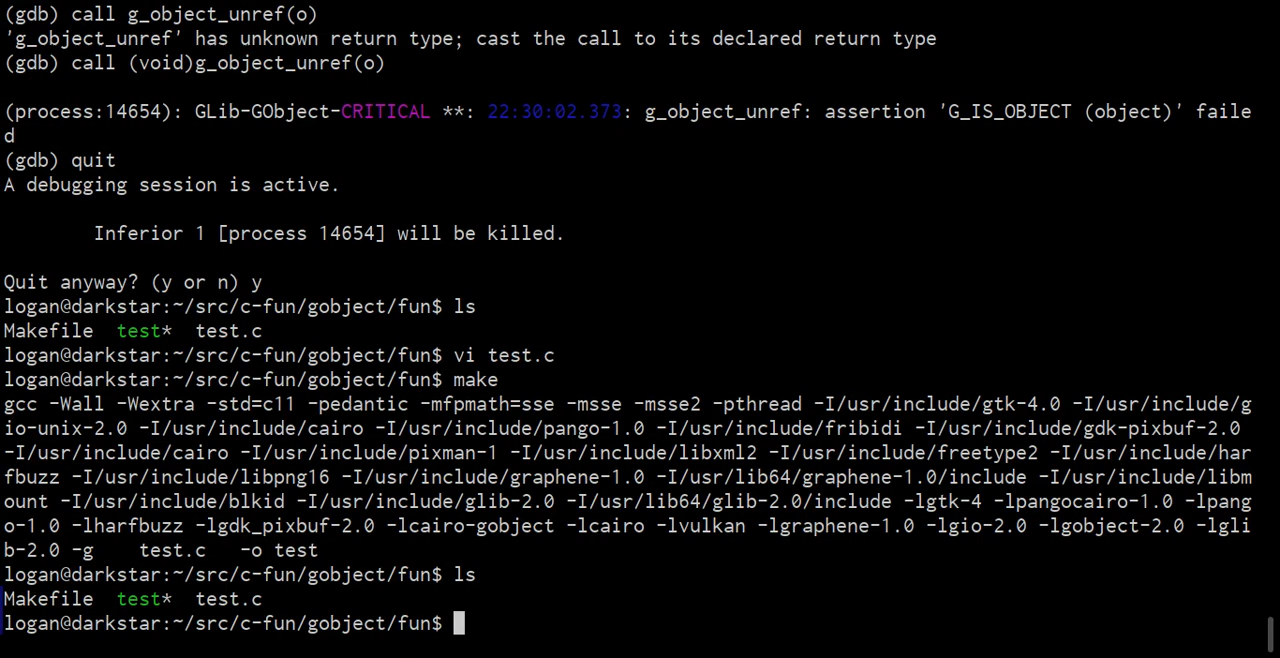 (gdb) call g_object_unref(o)
'g_object_unref' has unknown return type; cast the call to its declared return type
(gdb) call (void)g_object_unref(o)
(process:14654): GLib-GObject-CRITICAL **: 22:30:02.373: g_object_unref: assertion 'G_IS_OBJECT (object)' faile
d
(gdb) quit
A debugging session is active.
Inferior 1 [process 14654] will be killed.
Quit anyway? (y or n) y
logan@darkstar:~/src/c-fun/gobject/fun$ ls
Makefile  test*  test.c
logan@darkstar:~/src/c-fun/gobject/fun$ vi test.c
logan@darkstar:~/src/c-fun/gobject/fun$ make
gcc -Wall -Wextra -std=c11 -pedantic -mfpmath=sse -msse -msse2 -pthread -I/usr/include/gtk-4.0 -I/usr/include/g
io-unix-2.0 -I/usr/include/cairo -I/usr/include/pango-1.0 -I/usr/include/fribidi -I/usr/include/gdk-pixbuf-2.0
-I/usr/include/cairo -I/usr/include/pixman-1 -I/usr/include/libxml2 -I/usr/include/freetype2 -I/usr/include/har
fbuzz -I/usr/include/libpng16 -I/usr/include/graphene-1.0 -I/usr/lib64/graphene-1.0/include -I/usr/include/libm
ount -I/usr/include/blkid -I/usr/include/glib-2.0 -I/usr/lib64/glib-2.0/include -lgtk-4 -lpangocairo-1.0 -lpang
o-1.0 -lharfbuzz -lgdk_pixbuf-2.0 -lcairo-gobject -lcairo -lvulkan -lgraphene-1.0 -lgio-2.0 -lgobject-2.0 -lgli
b-2.0 -g    test.c   -o test
logan@darkstar:~/src/c-fun/gobject/fun$ ls
Makefile  test*  test.c
logan@darkstar:~/src/c-fun/gobject/fun$